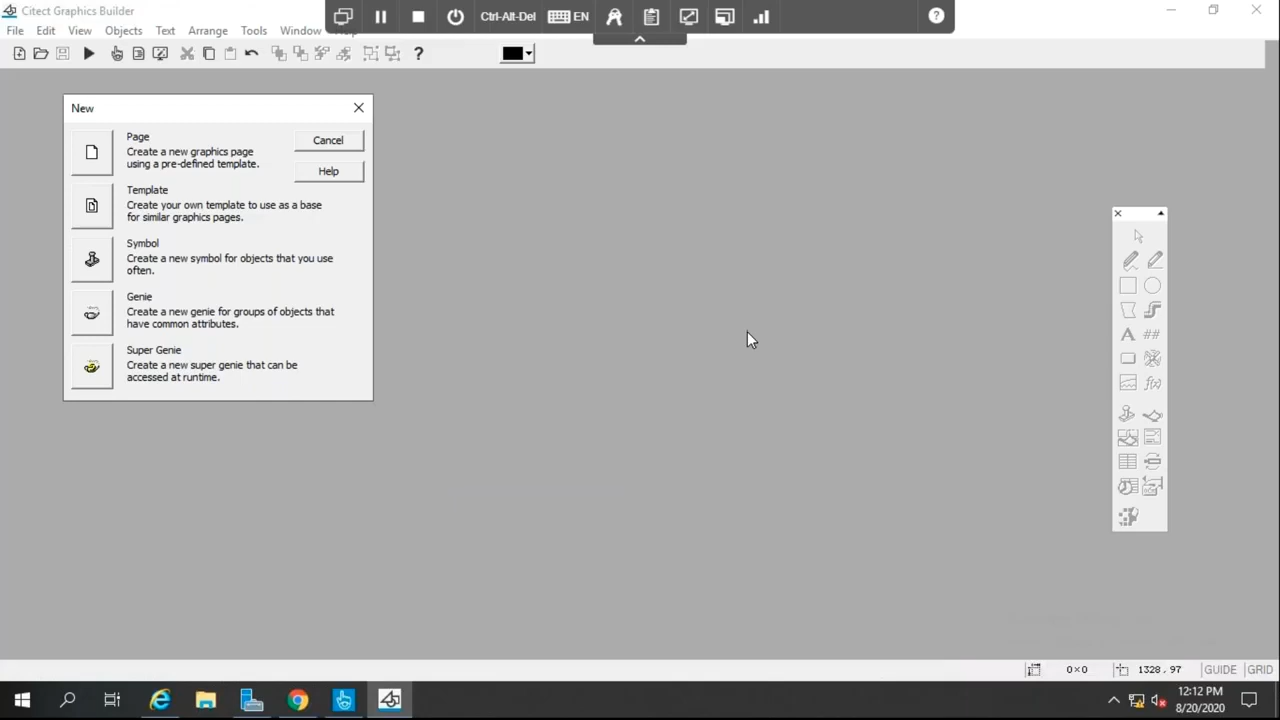 Citect Graphics Builder
Ctrl-Alt-Del
EN
File Edit View Objects Text Arrange Tools Window Help
New
Page
Create a new graphics page
using a pre-defined template.
Cancel
Help
Template
Create your own template to use as a base
for similar graphics pages.
Symbol
Create a new symbol for objects that you use
often.
Genie
Create a new genie for groups of objects that
have common attributes.
Super Genie
Create a new super genie that can be
accessed at runtime.
A ##
f(x)
0×0 1328, 97 GUIDE GRID
12:12 PM
8/20/2020